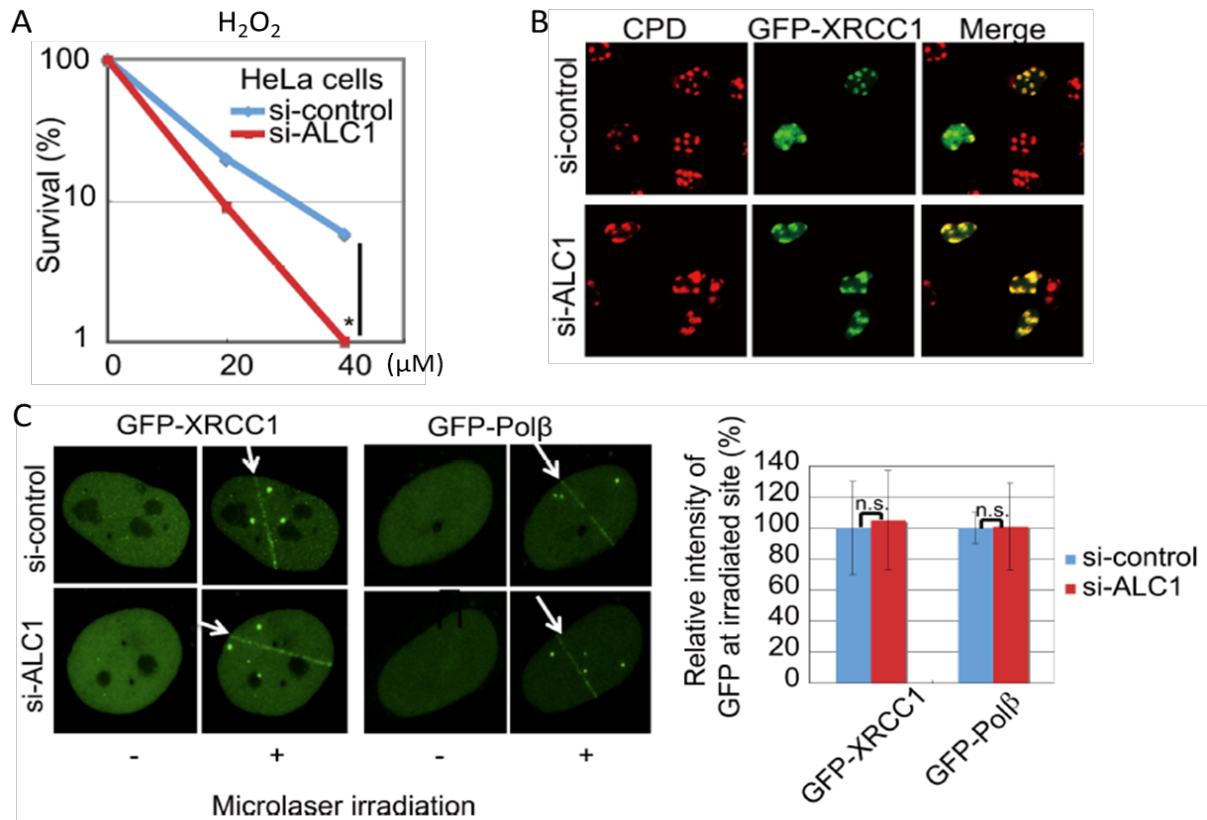 A
H₂O₂
100
10
1
Survival (%)
HeLa cells
si-control
si-ALC1
*
0 20 40 (μM)
B
CPD GFP-XRCC1 Merge
si-control
si-ALC1
C
GFP-XRCC1 GFP-Polβ
si-control
si-ALC1
- + - +
Microlaser irradiation
Relative intensity of
GFP at irradiated site (%)
140
120
100
80
60
40
20
0
n.s. n.s.
GFP-XRCC1
GFP-Polβ
si-control
si-ALC1